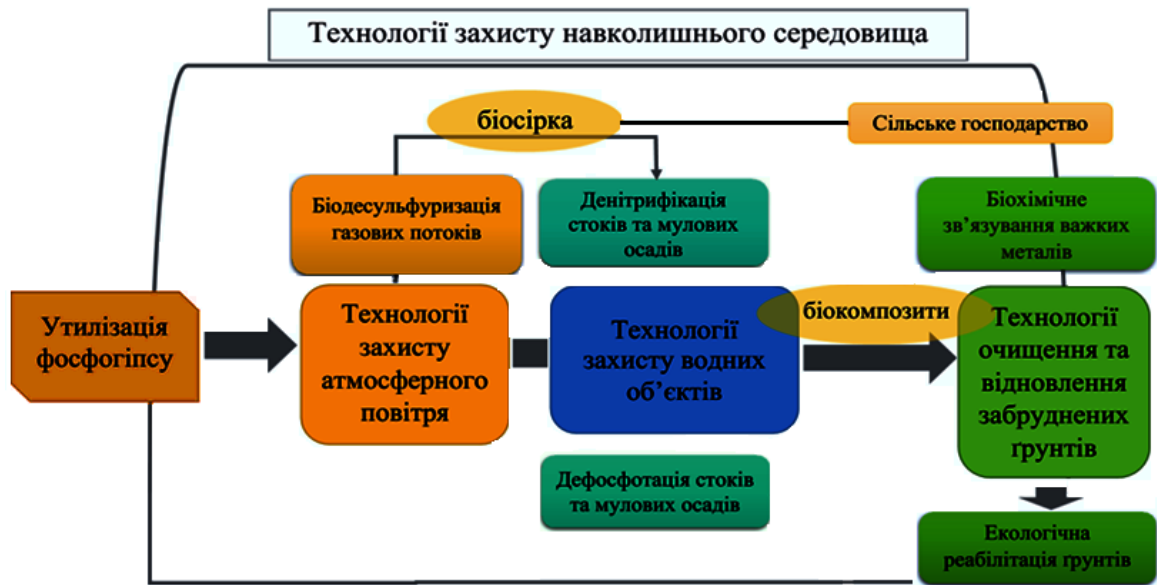 Технології захисту навколишнього середовища
біосірка
Сільське господарство
Біодесульфуризація
газових потоків
Денітрифікація
стоків та мулових
осадів
Біохімічне
зв’язування важких
металів
Утилізація
фосфогіпсу
Технології
захисту
атмосферного
повітря
Технології
захисту водних
об’єктів
біокомпозити
Технології
очищення та
відновлення
забруднених
ґрунтів
Дефосфотація стоків
та мулових осадів
Екологічна
реабілітація ґрунтів